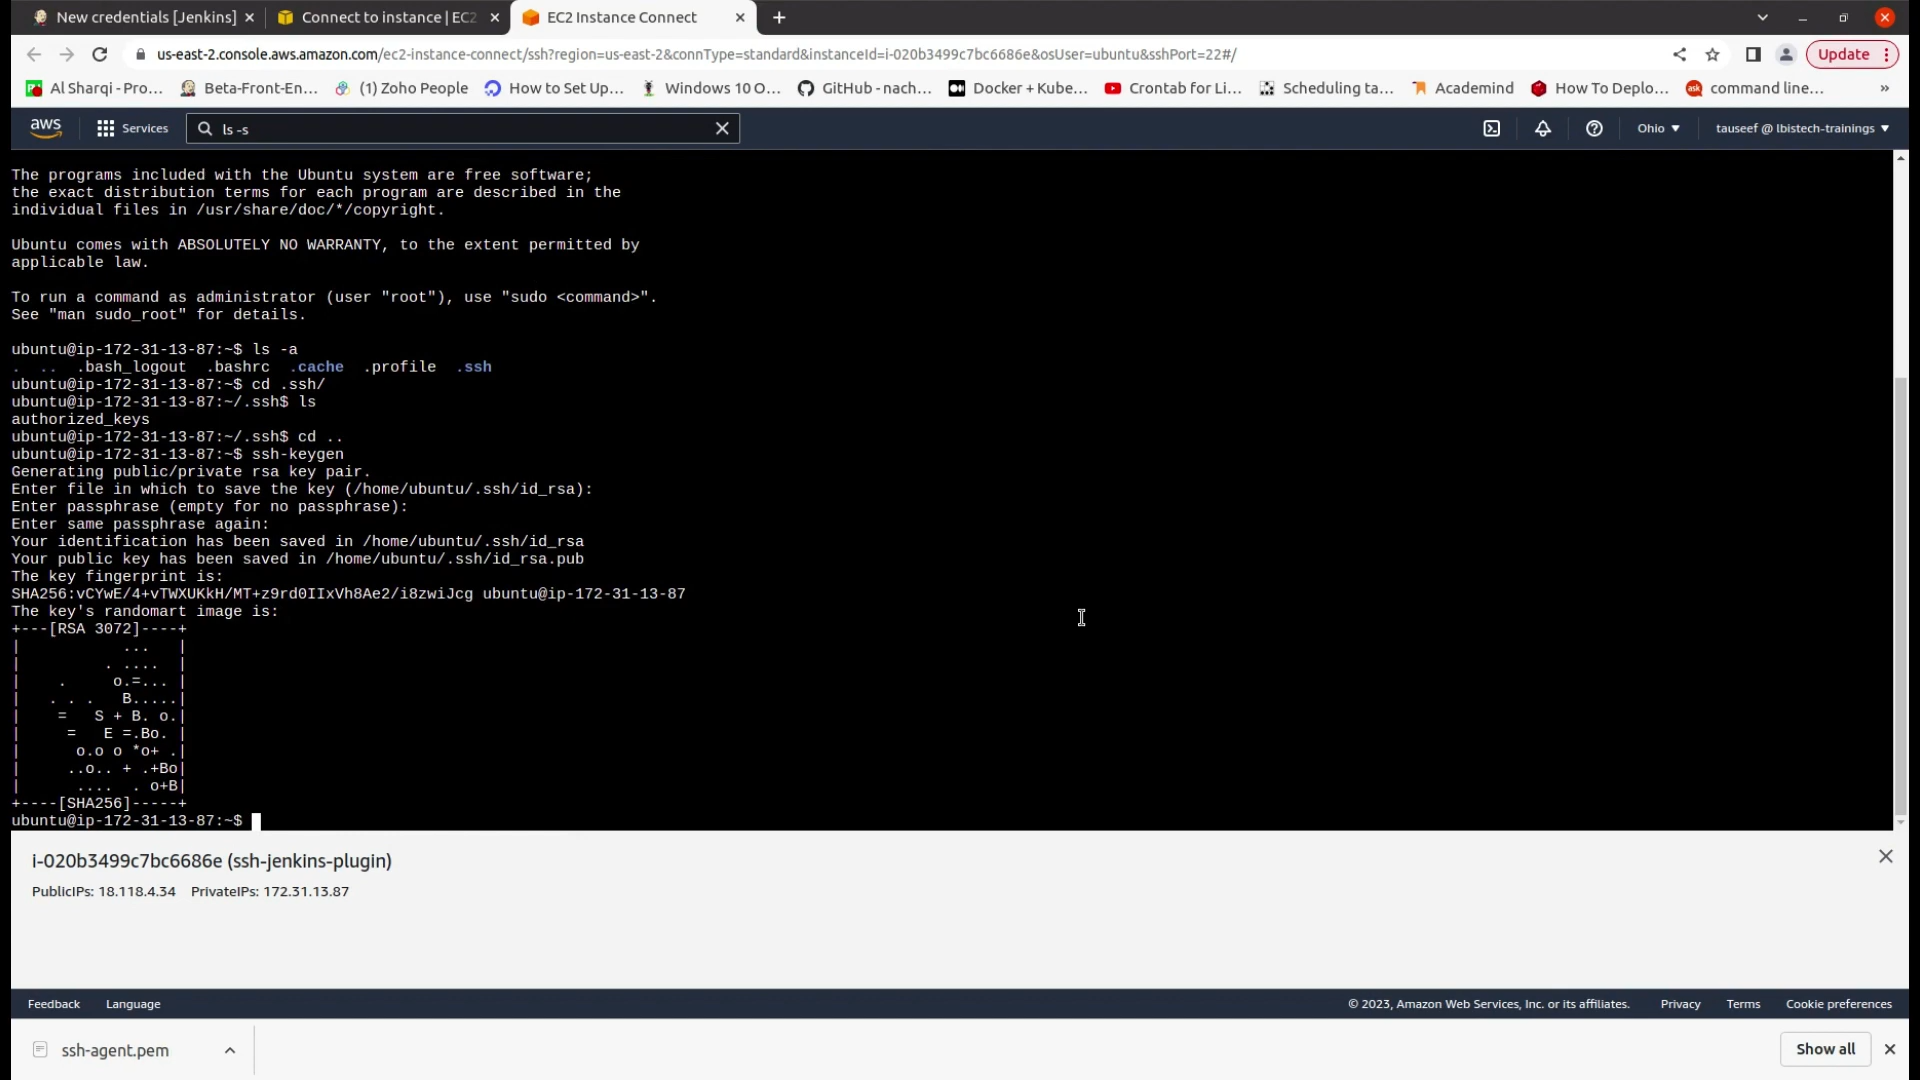 New credentials [Jenkins]
Connect to instance | EC2
EC2 Instance Connect
us-east-2.console.aws.amazon.com/ec2-instance-connect/ssh?region=us-east-2&connType=standard&instanceId=i-020b3499c7bc6686e&osUser=ubuntu&sshPort=22#/
Update
Al Sharqi - Pro...
Beta-Front-En...
(1) Zoho People
How to Set Up...
Windows 10 O...
GitHub - nach...
Docker + Kube...
Crontab for Li...
Scheduling ta...
Academind
How To Deplo...
command line...
»
aws
Services
ls -s
Ohio
tauseef @ lbistech-trainings
The programs included with the Ubuntu system are free software;
the exact distribution terms for each program are described in the
individual files in /usr/share/doc/*/copyright.
Ubuntu comes with ABSOLUTELY NO WARRANTY, to the extent permitted by
applicable law.
To run a command as administrator (user "root"), use "sudo <command>".
See "man sudo_root" for details.
ubuntu@ip-172-31-13-87:~$ ls -a
.  ..  .bash_logout  .bashrc  .cache  .profile  .ssh
ubuntu@ip-172-31-13-87:~$ cd .ssh/
ubuntu@ip-172-31-13-87:~/.ssh$ ls
authorized_keys
ubuntu@ip-172-31-13-87:~/.ssh$ cd ..
ubuntu@ip-172-31-13-87:~$ ssh-keygen
Generating public/private rsa key pair.
Enter file in which to save the key (/home/ubuntu/.ssh/id_rsa):
Enter passphrase (empty for no passphrase):
Enter same passphrase again:
Your identification has been saved in /home/ubuntu/.ssh/id_rsa
Your public key has been saved in /home/ubuntu/.ssh/id_rsa.pub
The key fingerprint is:
SHA256:vCYwE/4+vTWXUKkH/MT+z9rd0IIxVh8Ae2/i8zwiJcg ubuntu@ip-172-31-13-87
The key's randomart image is:
+---[RSA 3072]----+
|            ...   |
|          . ....  |
|    .     o.=... |
|   . . .   B.....|
|    =   S + B. o.|
|     =   E =.Bo. |
|      o.o o *o+ .|
|     ..o.. + .+Bo|
|      ....  . o+B|
+----[SHA256]-----+
ubuntu@ip-172-31-13-87:~$
i-020b3499c7bc6686e (ssh-jenkins-plugin)
PublicIPs: 18.118.4.34    PrivateIPs: 172.31.13.87
Feedback
Language
© 2023, Amazon Web Services, Inc. or its affiliates.
Privacy
Terms
Cookie preferences
ssh-agent.pem
Show all